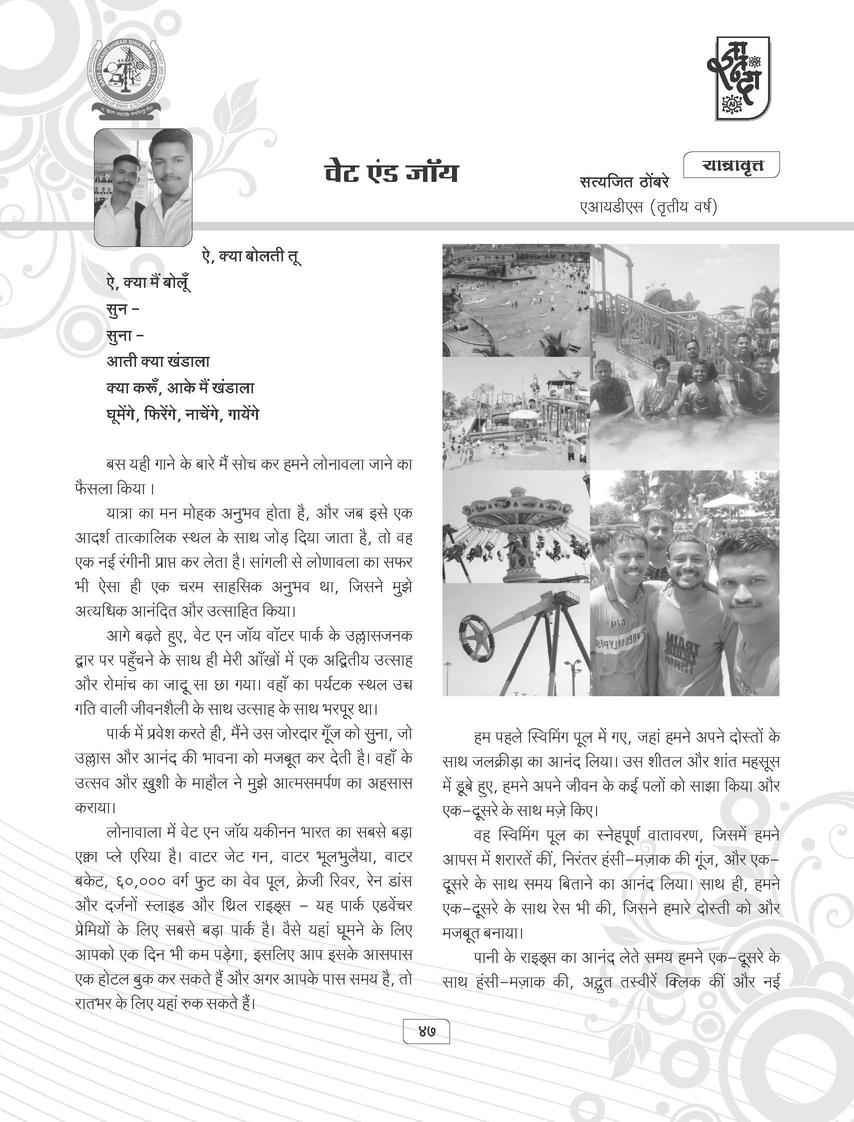 वेट एंड जॉय
यात्रावृत्त
सत्यजित ठोंबरे
एआयडीएस (तृतीय वर्ष)
ऐ, क्या बोलती तू
ऐ, क्या मैं बोलूँ
सुन –
सुना –
आती क्या खंडाला
क्या करूँ, आके मैं खंडाला
घूमेंगे, फिरेंगे, नाचेंगे, गायेंगे
बस यही गाने के बारे मैं सोच कर हमने लोनावला जाने का
फैसला किया ।
यात्रा का मन मोहक अनुभव होता है, और जब इसे एक
आदर्श तात्कालिक स्थल के साथ जोड़ दिया जाता है, तो वह
एक नई रंगीनी प्राप्त कर लेता है। सांगली से लोणावला का सफर
भी ऐसा ही एक चरम साहसिक अनुभव था, जिसने मुझे
अत्यधिक आनंदित और उत्साहित किया।
आगे बढ़ते हुए, वेट एन जॉय वॉटर पार्क के उल्लासजनक
द्वार पर पहुँचने के साथ ही मेरी आँखों में एक अद्वितीय उत्साह
और रोमांच का जादू सा छा गया। वहाँ का पर्यटक स्थल उच्च
गति वाली जीवनशैली के साथ उत्साह के साथ भरपूर था।
पार्क में प्रवेश करते ही, मैंने उस जोरदार गूँज को सुना, जो
उल्लास और आनंद की भावना को मजबूत कर देती है। वहाँ के
उत्सव और ख़ुशी के माहौल ने मुझे आत्मसमर्पण का अहसास
कराया।
लोनावाला में वेट एन जॉय यकीनन भारत का सबसे बड़ा
एक्वा प्ले एरिया है। वाटर जेट गन, वाटर भूलभुलैया, वाटर
बकेट, ६०,००० वर्ग फुट का वेव पूल, क्रेजी रिवर, रेन डांस
और दर्जनों स्लाइड और थ्रिल राइड्स – यह पार्क एडवेंचर
प्रेमियों के लिए सबसे बड़ा पार्क है। वैसे यहां घूमने के लिए
आपको एक दिन भी कम पड़ेगा, इसलिए आप इसके आसपास
एक होटल बुक कर सकते हैं और अगर आपके पास समय है, तो
रातभर के लिए यहां रुक सकते हैं।
हम पहले स्विमिंग पूल में गए, जहां हमने अपने दोस्तों के
साथ जलक्रीड़ा का आनंद लिया। उस शीतल और शांत महसूस
में डूबे हुए, हमने अपने जीवन के कई पलों को साझा किया और
एक–दूसरे के साथ मज़े किए।
वह स्विमिंग पूल का स्नेहपूर्ण वातावरण, जिसमें हमने
आपस में शरारतें कीं, निरंतर हंसी–मज़ाक की गूंज, और एक–
दूसरे के साथ समय बिताने का आनंद लिया। साथ ही, हमने
एक–दूसरे के साथ रेस भी की, जिसने हमारे दोस्ती को और
मजबूत बनाया।
पानी के राइड्स का आनंद लेते समय हमने एक–दूसरे के
साथ हंसी–मज़ाक की, अद्भुत तस्वीरें क्लिक कीं और नई
४७